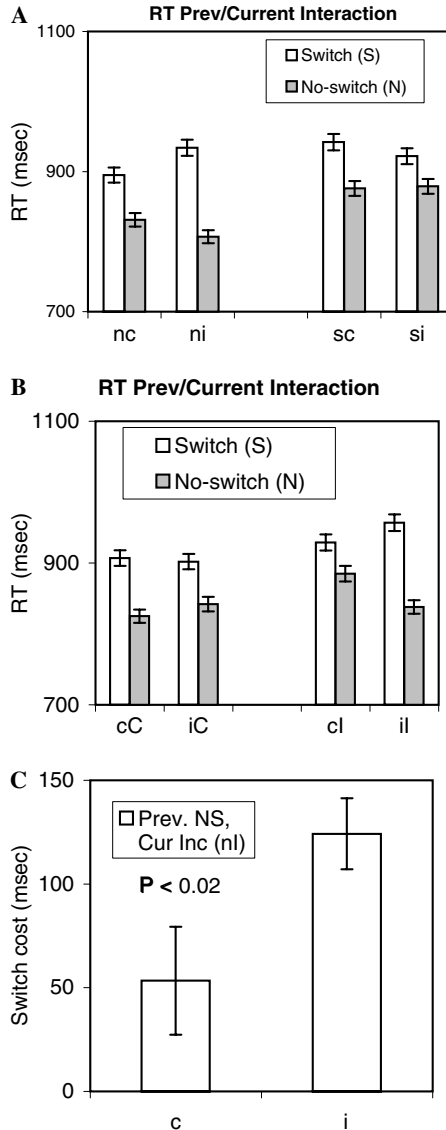 A
RT Prev/Current Interaction
1100
Switch (S)
No-switch (N)
RT (msec)
900
700
nc ni sc si
B
RT Prev/Current Interaction
1100
Switch (S)
No-switch (N)
RT (msec)
900
700
cC iC cI iI
C
150
Prev. NS,
Cur Inc (nI)
P < 0.02
Switch cost (msec)
100
50
0
c i